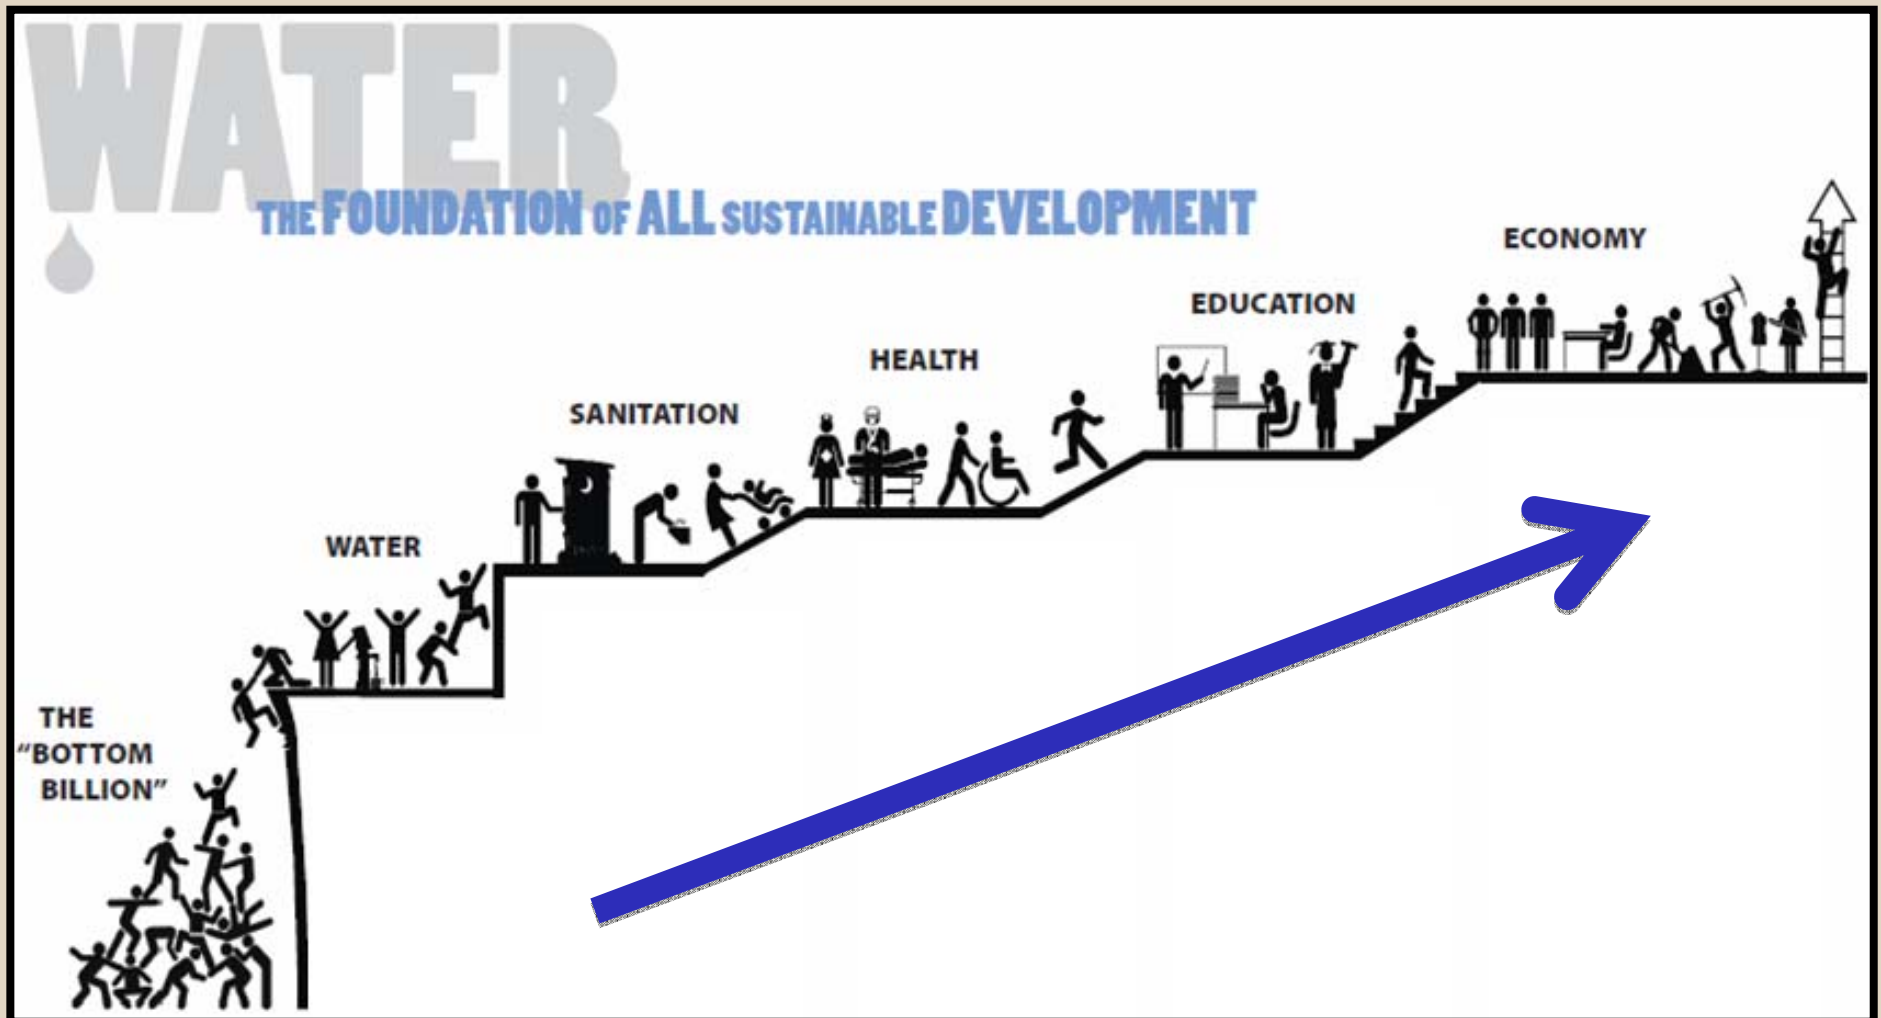 WATER
THE FOUNDATION OF ALL SUSTAINABLE DEVELOPMENT
ECONOMY
EDUCATION
HEALTH
SANITATION
WATER
THE
“BOTTOM
BILLION”